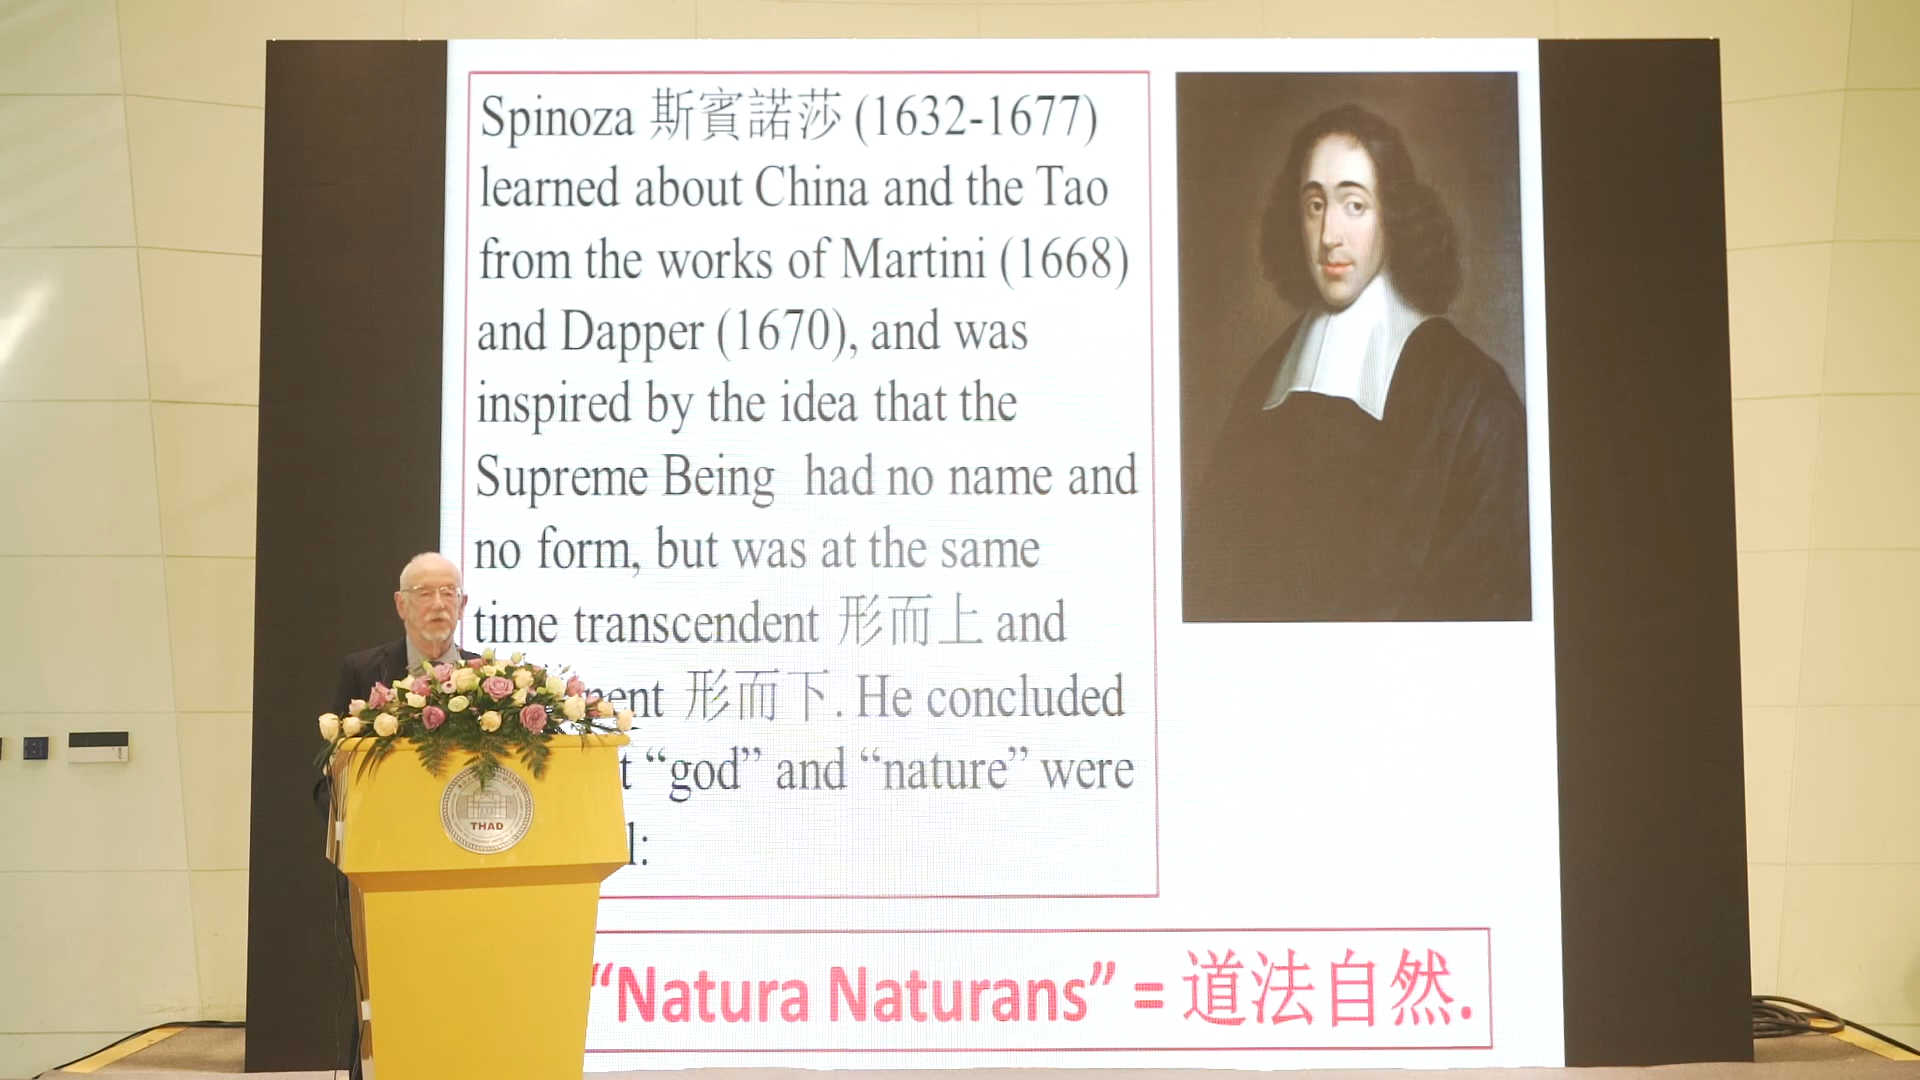 Spinoza 斯賓諾莎 (1632-1677)
learned about China and the Tao
from the works of Martini (1668)
and Dapper (1670), and was
inspired by the idea that the
Supreme Being had no name and
no form, but was at the same
time transcendent 形而上 and
形而下. He concluded
“god” and “nature” were
“Natura Naturans” = 道法自然.
THAD